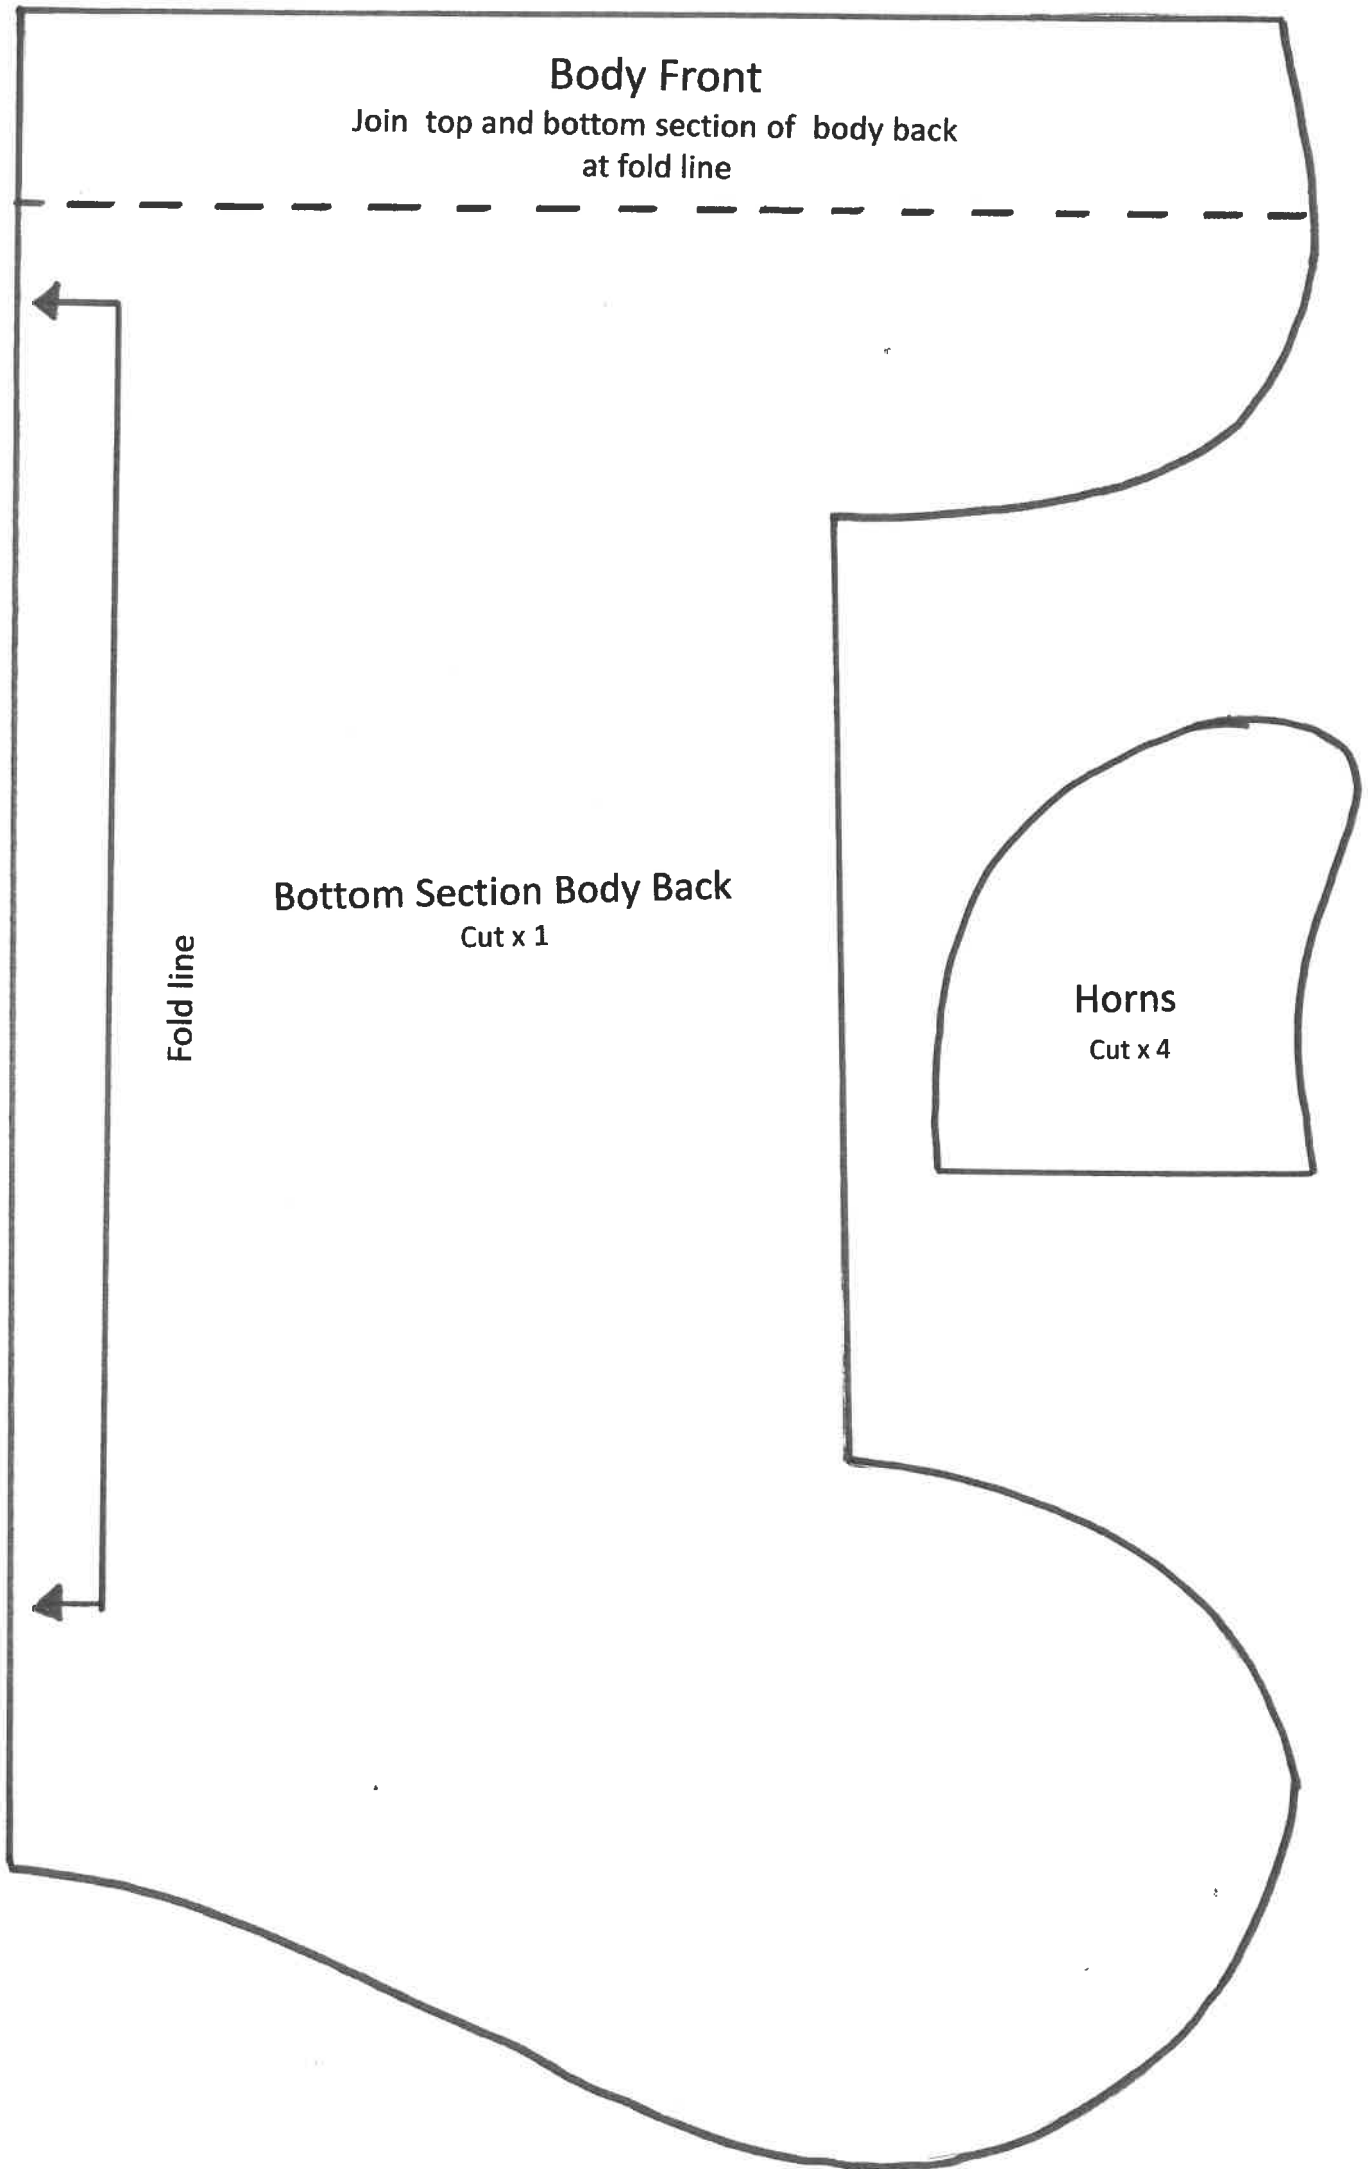 Body Front
Join top and bottom section of body back
at fold line
Bottom Section Body Back
Cut x 1
Fold line
Horns
Cut x 4